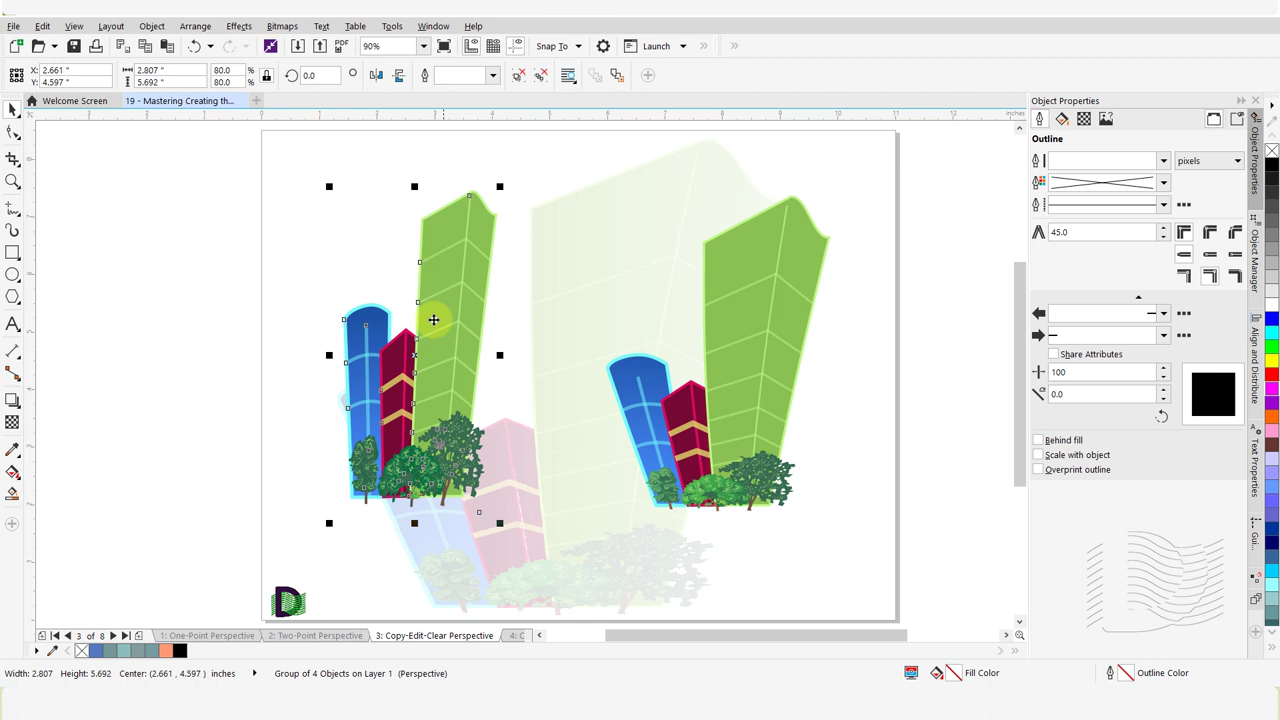 File Edit View Layout Object Arrange Effects Bitmaps Text Table Tools Window Help
PDF 90% Snap To Launch
X: 2.661 " 2.807 " 80.0 % 0.0
Y: 4.597 " 5.692 " 80.0 %
Welcome Screen 19 - Mastering Creating th...
inches
Object Properties
Outline
pixels
45.0
Share Attributes
100
0.0
Behind fill
Scale with object
Overprint outline
Object Properties
Object Manager
Align and Distribute
Text Properties
Gui...
D
3 of 8 1: One-Point Perspective 2: Two-Point Perspective 3: Copy-Edit-Clear Perspective 4: C
Width: 2.807 Height: 5.692 Center: (2.661 , 4.597 ) inches Group of 4 Objects on Layer 1 (Perspective) Fill Color Outline Color